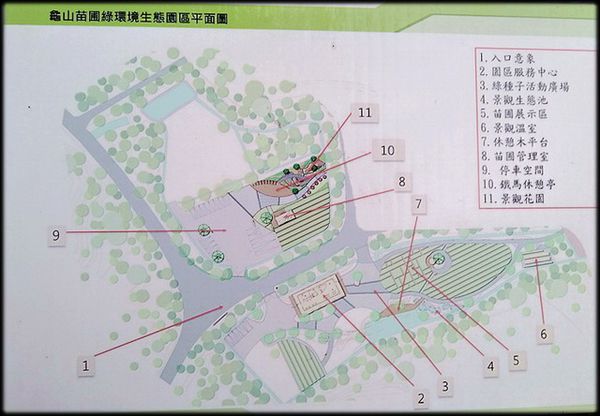 龜山苗圃綠環境生態園區平面圖
1. 入口意象
2. 園區服務中心
3. 綠種子活動廣場
4. 景觀生態池
5. 苗圃展示區
6. 景觀溫室
7. 休憩木平台
8. 苗圃管理室
9. 停車空間
10. 鐵馬休憩亭
11. 景觀花園
11
10
8
7
9
6
1
2
3
4
5